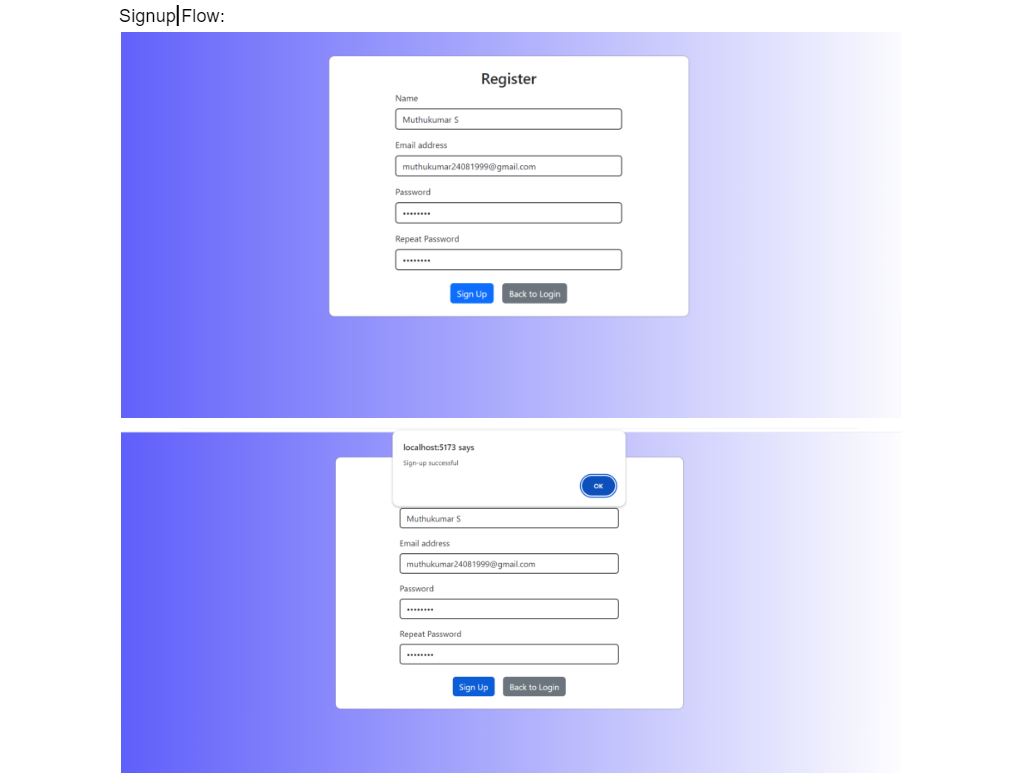 Signup Flow:
Register
Name
Muthukumar S
Email address
muthukumar24081999@gmail.com
Password
••••••••
Repeat Password
••••••••
Sign Up Back to Login
localhost:5173 says
Sign-up successful
OK
Muthukumar S
Email address
muthukumar24081999@gmail.com
Password
••••••••
Repeat Password
••••••••
Sign Up Back to Login